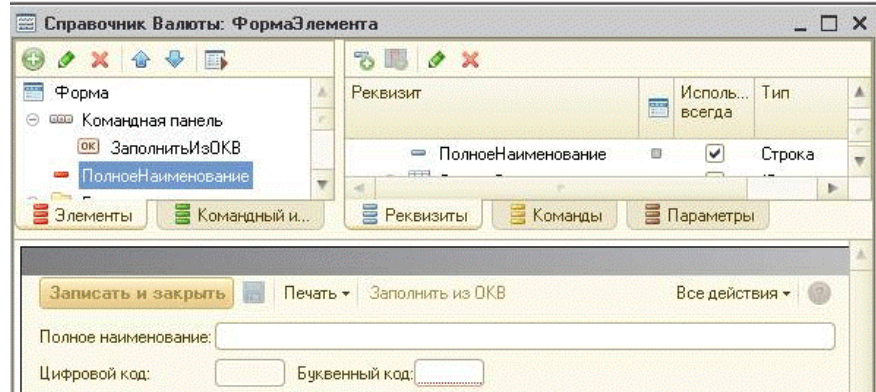 Справочник Валюты: ФормаЭлемента
Форма
Командная панель
OK ЗаполнитьИзОКВ
ПолноеНаименование
Элементы Командный и...
Реквизит Исполь... всегда Тип
ПолноеНаименование Строка
Реквизиты Команды Параметры
Записать и закрыть Печать Заполнить из ОКВ Все действия ?
Полное наименование:
Цифровой код: Буквенный код: